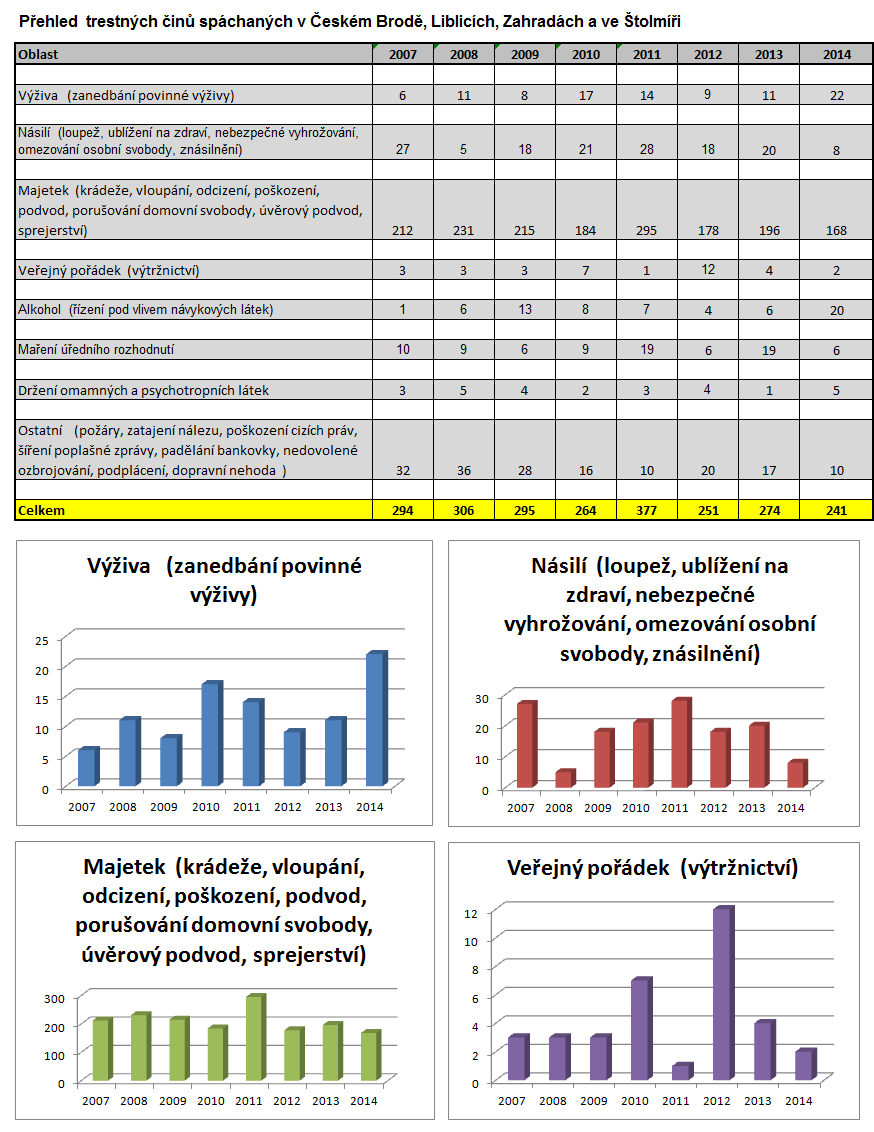 Přehled trestných činů spáchaných v Českém Brodě, Liblicích, Zahradách a ve Štolmíři
Oblast 2007 2008 2009 2010 2011 2012 2013 2014
Výživa (zanedbání povinné výživy) 6 11 8 17 14 9 11 22
Násilí (loupež, ublížení na zdraví, nebezpečné vyhrožování,
omezování osobní svobody, znásilnění) 27 5 18 21 28 18 20 8
Majetek (krádeže, vloupání, odcizení, poškození,
podvod, porušování domovní svobody, úvěrový podvod,
sprejerství) 212 231 215 184 295 178 196 168
Veřejný pořádek (výtržnictví) 3 3 3 7 1 12 4 2
Alkohol (řízení pod vlivem návykových látek) 1 6 13 8 7 4 6 20
Maření úředního rozhodnutí 10 9 6 9 19 6 19 6
Držení omamných a psychotropních látek 3 5 4 2 3 4 1 5
Ostatní (požáry, zatajení nálezu, poškození cizích práv,
šíření poplašné zprávy, padělání bankovky, nedovolené
ozbrojování, podplácení, dopravní nehoda ) 32 36 28 16 10 20 17 10
Celkem 294 306 295 264 377 251 274 241
Výživa (zanedbání povinné
výživy)
25
20
15
10
5
0
2007 2008 2009 2010 2011 2012 2013 2014
Násilí (loupež, ublížení na
zdraví, nebezpečné
vyhrožování, omezování osobní
svobody, znásilnění)
30
20
10
0
2007 2008 2009 2010 2011 2012 2013 2014
Majetek (krádeže, vloupání,
odcizení, poškození, podvod,
porušování domovní svobody,
úvěrový podvod, sprejerství)
300
200
100
0
2007 2008 2009 2010 2011 2012 2013 2014
Veřejný pořádek (výtržnictví)
12
10
8
6
4
2
0
2007 2008 2009 2010 2011 2012 2013 2014